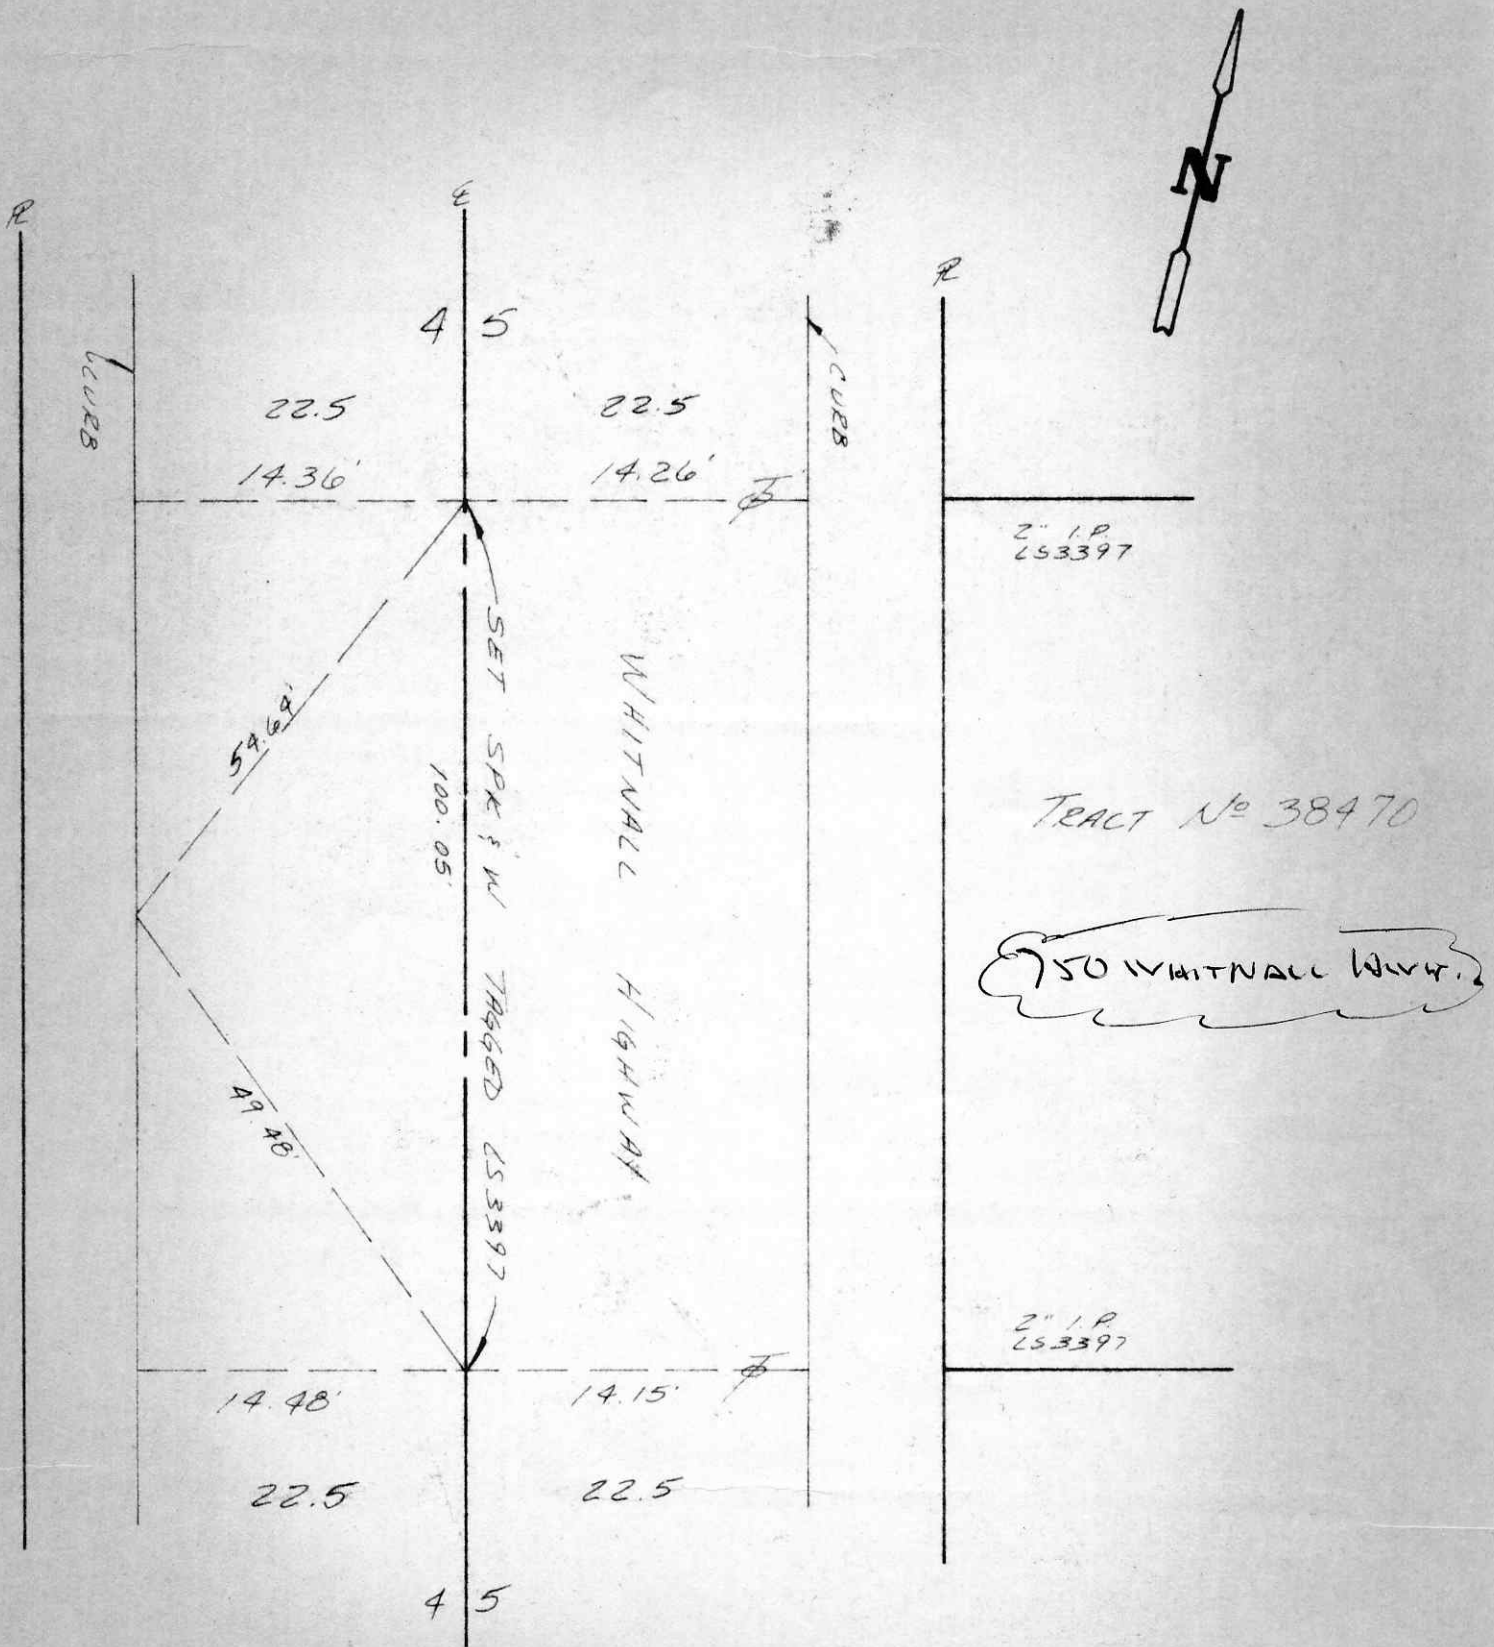 N
℄
⅊
⅊
4 5
CURB
CURB
22.5
22.5
14.36'
14.26'
2" I.P.
LS3397
54.64'
SET SPK & W TAGGED LS3397
100.05'
WHITNALL HIGHWAY
TRACT Nº 38470
950 WHITNALL HWY.
49.48'
2" I.P.
LS3397
14.48'
14.15'
22.5
22.5
4 5